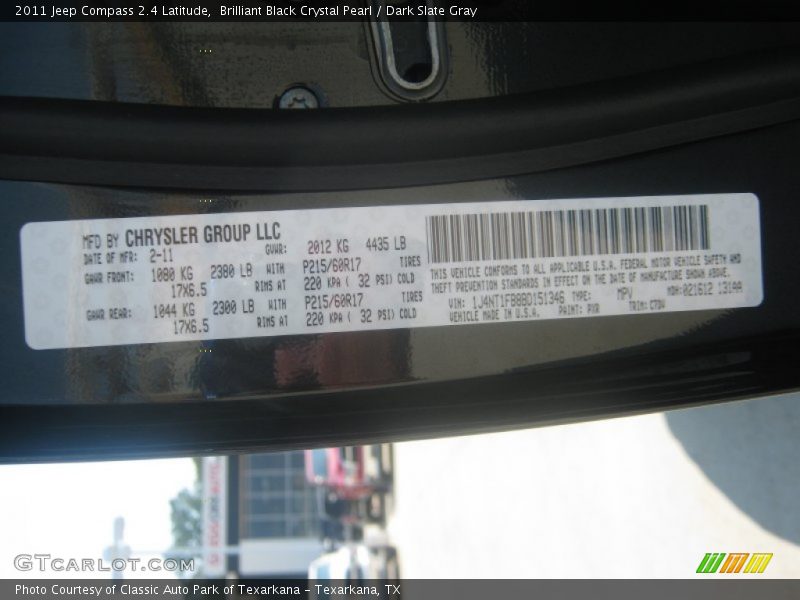 2011 Jeep Compass 2.4 Latitude,  Brilliant Black Crystal Pearl / Dark Slate Gray
MFD BY CHRYSLER GROUP LLC
DATE OF MFR: 2-11 GVWR: 2012 KG 4435 LB
GAWR FRONT: 1080 KG 2380 LB WITH P215/60R17 TIRES
17X6.5 RIMS AT 220 KPA ( 32 PSI) COLD
GAWR REAR: 1044 KG 2300 LB WITH P215/60R17 TIRES
17X6.5 RIMS AT 220 KPA ( 32 PSI) COLD
THIS VEHICLE CONFORMS TO ALL APPLICABLE U.S.A. FEDERAL MOTOR VEHICLE SAFETY AND
THEFT PREVENTION STANDARDS IN EFFECT ON THE DATE OF MANUFACTURE SHOWN ABOVE.
VIN: 1J4NT1FB8BD151346 TYPE: MPV MDH:021612 13144
VEHICLE MADE IN U.S.A. PAINT: PXR TRIM: CTDV
GTCARLOT.COM
Photo Courtesy of Classic Auto Park of Texarkana - Texarkana, TX